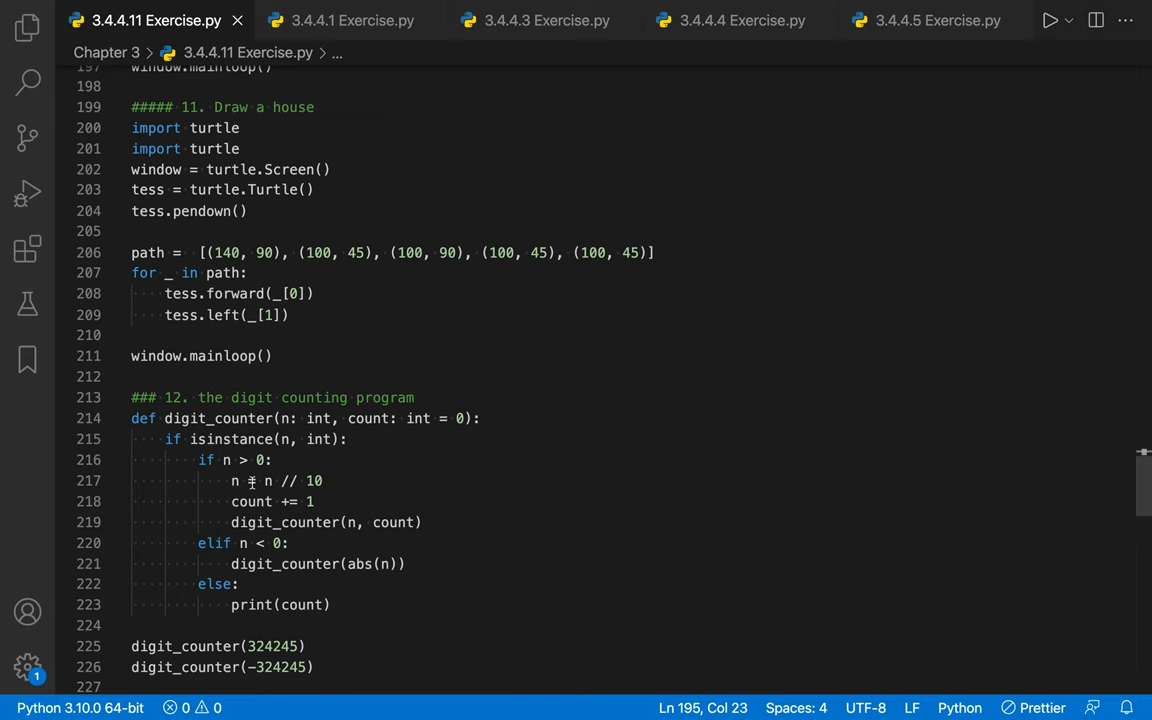 3.4.4.11 Exercise.py
3.4.4.1 Exercise.py
3.4.4.3 Exercise.py
3.4.4.4 Exercise.py
3.4.4.5 Exercise.py
Chapter 3 > 3.4.4.11 Exercise.py > ...
197 window.mainloop()
198
199 ##### 11. Draw a house
200 import turtle
201 import turtle
202 window = turtle.Screen()
203 tess = turtle.Turtle()
204 tess.pendown()
205
206 path =  [(140, 90), (100, 45), (100, 90), (100, 45), (100, 45)]
207 for _ in path:
208     tess.forward(_[0])
209     tess.left(_[1])
210
211 window.mainloop()
212
213 ### 12. the digit counting program
214 def digit_counter(n: int, count: int = 0):
215     if isinstance(n, int):
216         if n > 0:
217             n = n // 10
218             count += 1
219             digit_counter(n, count)
220         elif n < 0:
221             digit_counter(abs(n))
222         else:
223             print(count)
224
225 digit_counter(324245)
226 digit_counter(-324245)
227
1
Python 3.10.0 64-bit 0 0 Ln 195, Col 23 Spaces: 4 UTF-8 LF Python Prettier